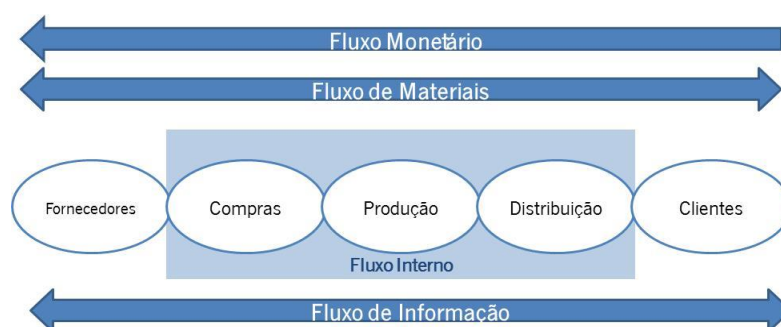 Fluxo Monetário
Fluxo de Materiais
Fornecedores
Compras
Produção
Distribuição
Clientes
Fluxo Interno
Fluxo de Informação